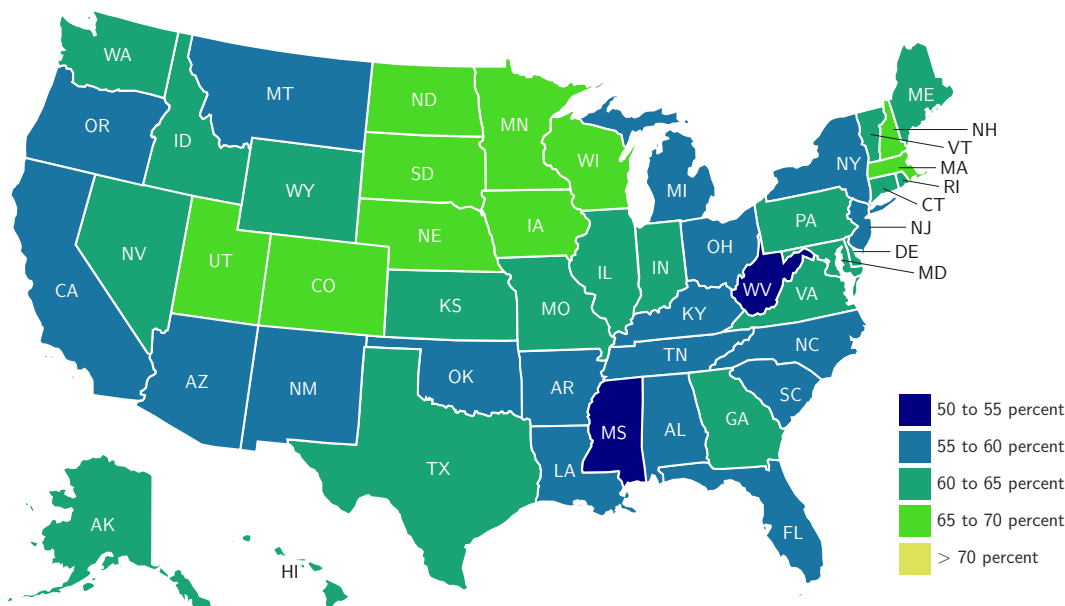 WA
MT
ND
MN
OR
ID
WY
SD
WI
MI
NY
ME
NH
VT
MA
RI
CT
NJ
DE
MD
NV
UT
CO
NE
IA
IL
IN
OH
PA
CA
KS
MO
KY
WV
VA
AZ
NM
OK
AR
TN
NC
SC
TX
LA
MS
AL
GA
FL
AK
HI
50 to 55 percent
55 to 60 percent
60 to 65 percent
65 to 70 percent
> 70 percent